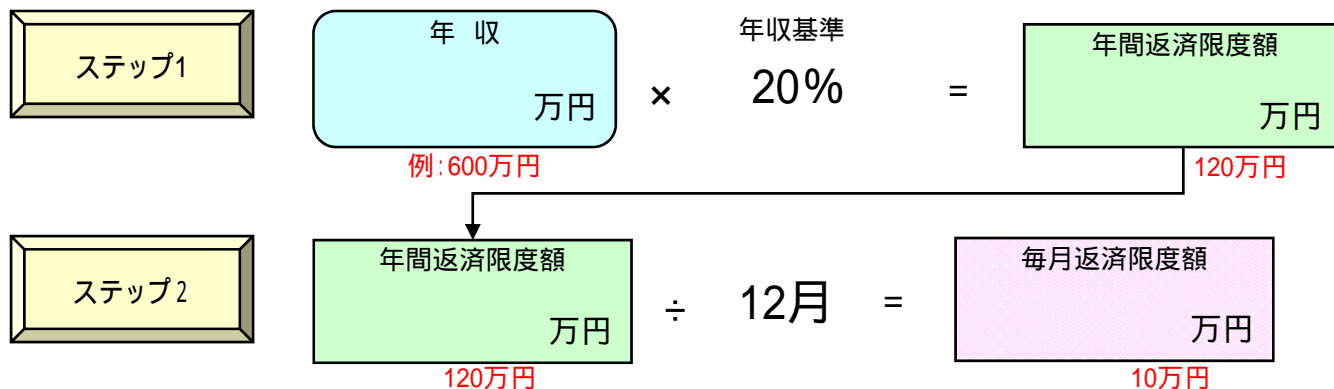 ステップ1
年 収
万円
例:600万円
×
年収基準
20%
=
年間返済限度額
万円
120万円
ステップ2
年間返済限度額
万円
120万円
÷
12月
=
毎月返済限度額
万円
10万円